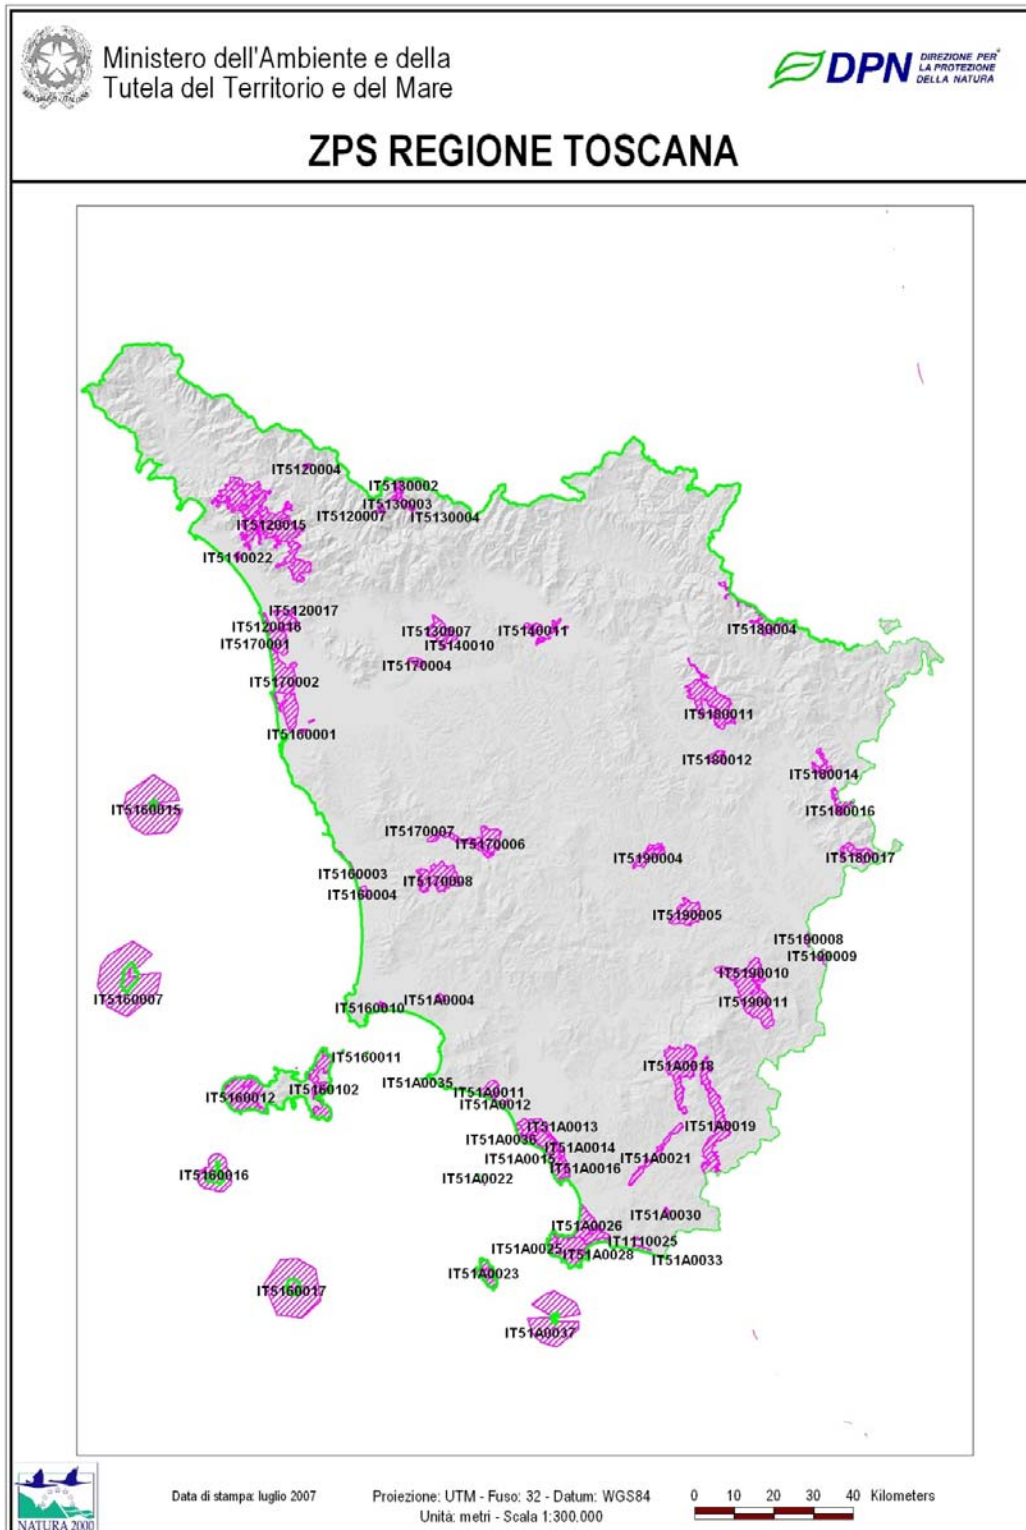 Ministero dell'Ambiente e della
Tutela del Territorio e del Mare
DPN
DIREZIONE PER
LA PROTEZIONE
DELLA NATURA
ZPS REGIONE TOSCANA
IT5120004
IT5130002
IT5130003
IT5120007
IT5130004
IT5120015
IT5110022
IT5120017
IT5120016
IT5130007
IT5140011
IT5180004
IT5170001
IT5140010
IT5170004
IT5170002
IT5180011
IT5160001
IT5180012
IT5180014
IT5160015
IT5180016
IT5170007
IT5170006
IT5190004
IT5180017
IT5160003
IT5170008
IT5160004
IT5190005
IT5190008
IT5190009
IT5190010
IT5160007
IT51A0004
IT5190011
IT5160010
IT5160011
IT51A0018
IT51A0035
IT5160102
IT51A0011
IT5160012
IT51A0012
IT51A0013
IT51A0019
IT51A0036
IT51A0014
IT51A0015
IT51A0021
IT51A0016
IT5160016
IT51A0022
IT51A0030
IT51A0026
IT1110025
IT51A0025
IT51A0028
IT51A0033
IT51A0023
IT5160017
IT51A0037
NATURA 2000
Data di stampa: luglio 2007
Proiezione: UTM - Fuso: 32 - Datum: WGS84
Unità: metri - Scala 1:300.000
0 10 20 30 40 Kilometers